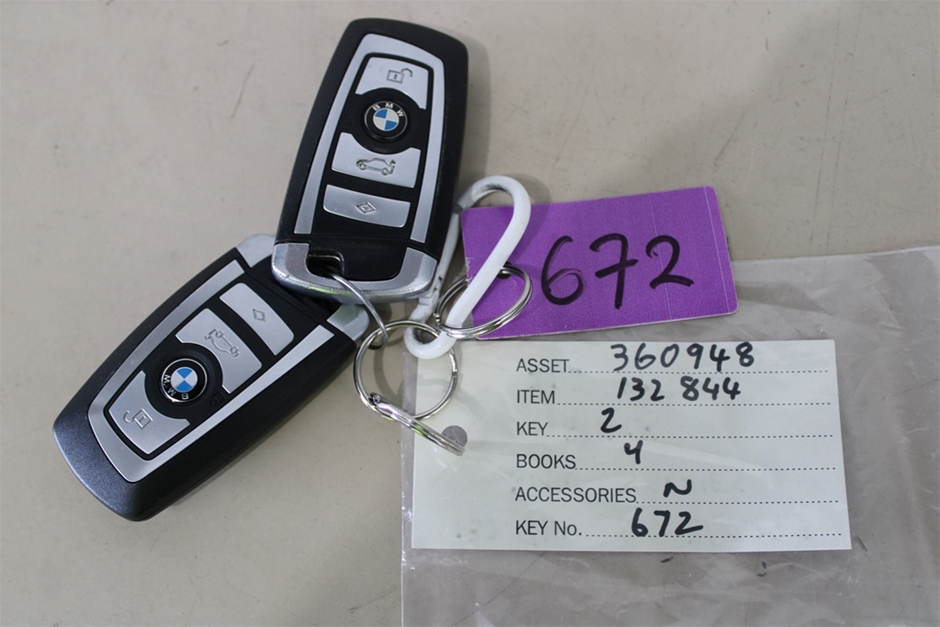 BMW
672
BMW
ASSET 360948
ITEM 132 844
KEY 2
BOOKS 4
ACCESSORIES ~
KEY No. 672